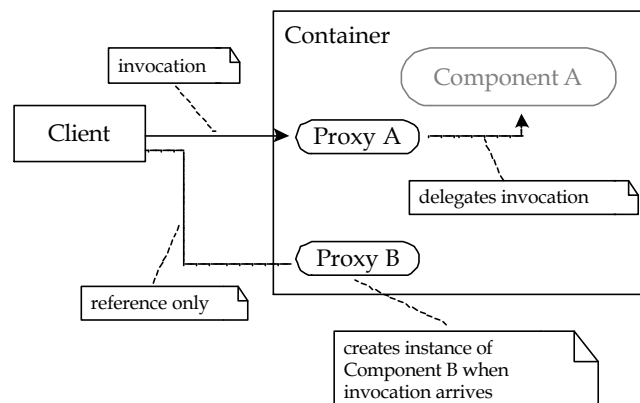 Container
invocation
Component A
Client
Proxy A
delegates invocation
Proxy B
reference only
creates instance of
Component B when
invocation arrives